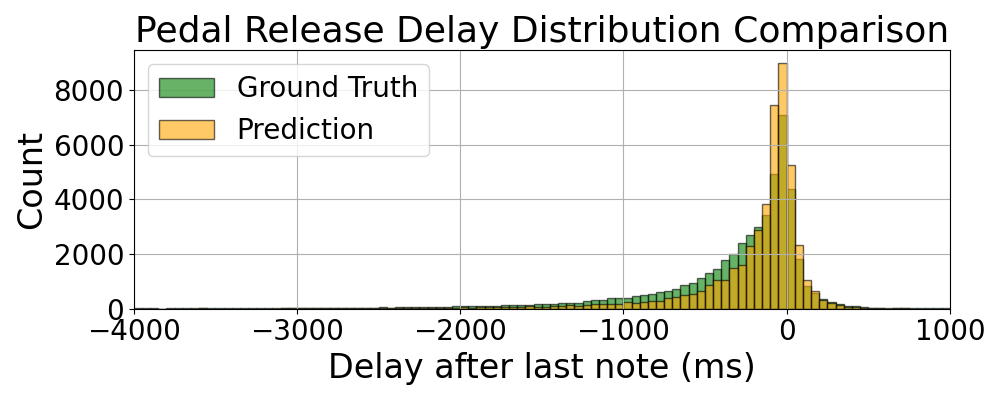 Pedal Release Delay Distribution Comparison
Ground Truth
Prediction
Count
8000
6000
4000
2000
0
−4000 −3000 −2000 −1000 0 1000
Delay after last note (ms)